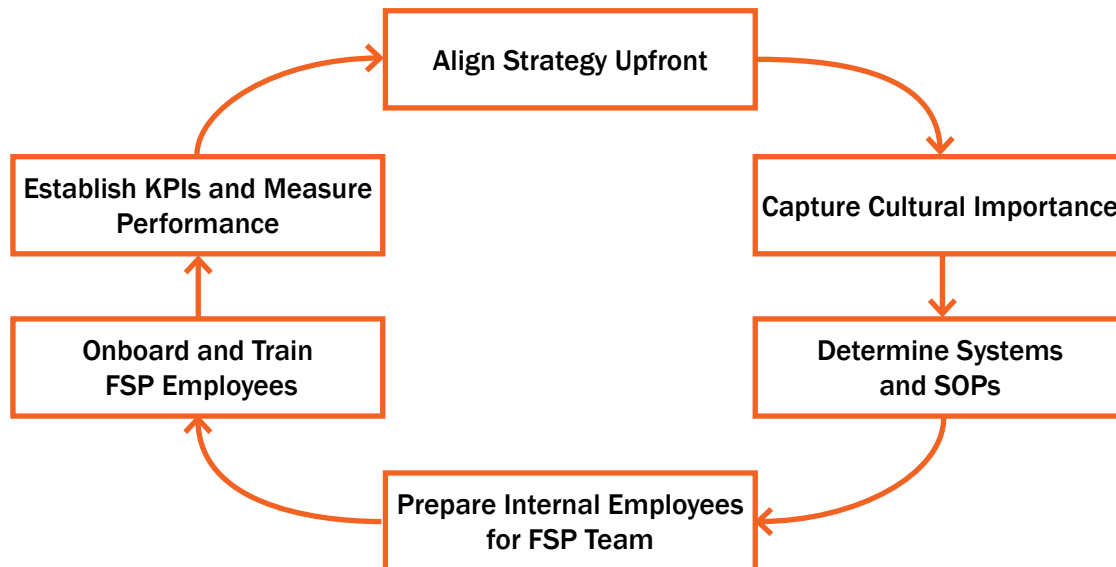 Align Strategy Upfront
Capture Cultural Importance
Determine Systems
and SOPs
Prepare Internal Employees
for FSP Team
Onboard and Train
FSP Employees
Establish KPIs and Measure
Performance